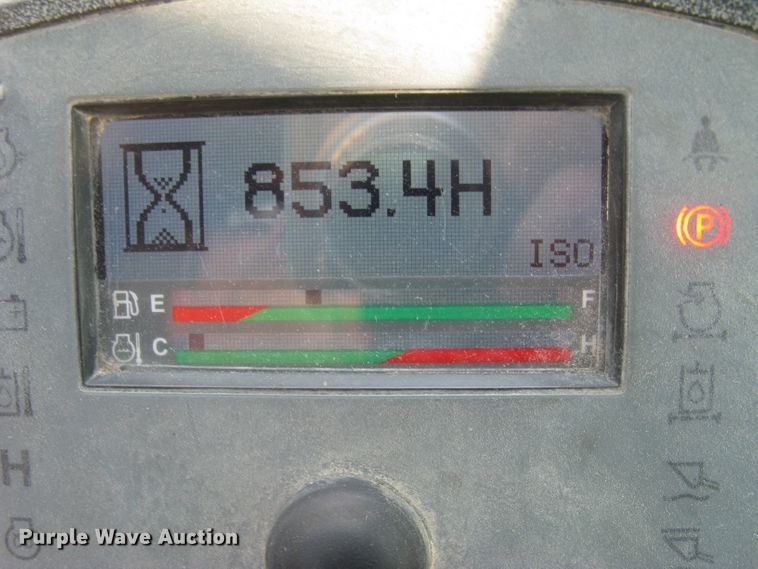 853.4H
ISO
E F
C H
P
H
Purple Wave Auction